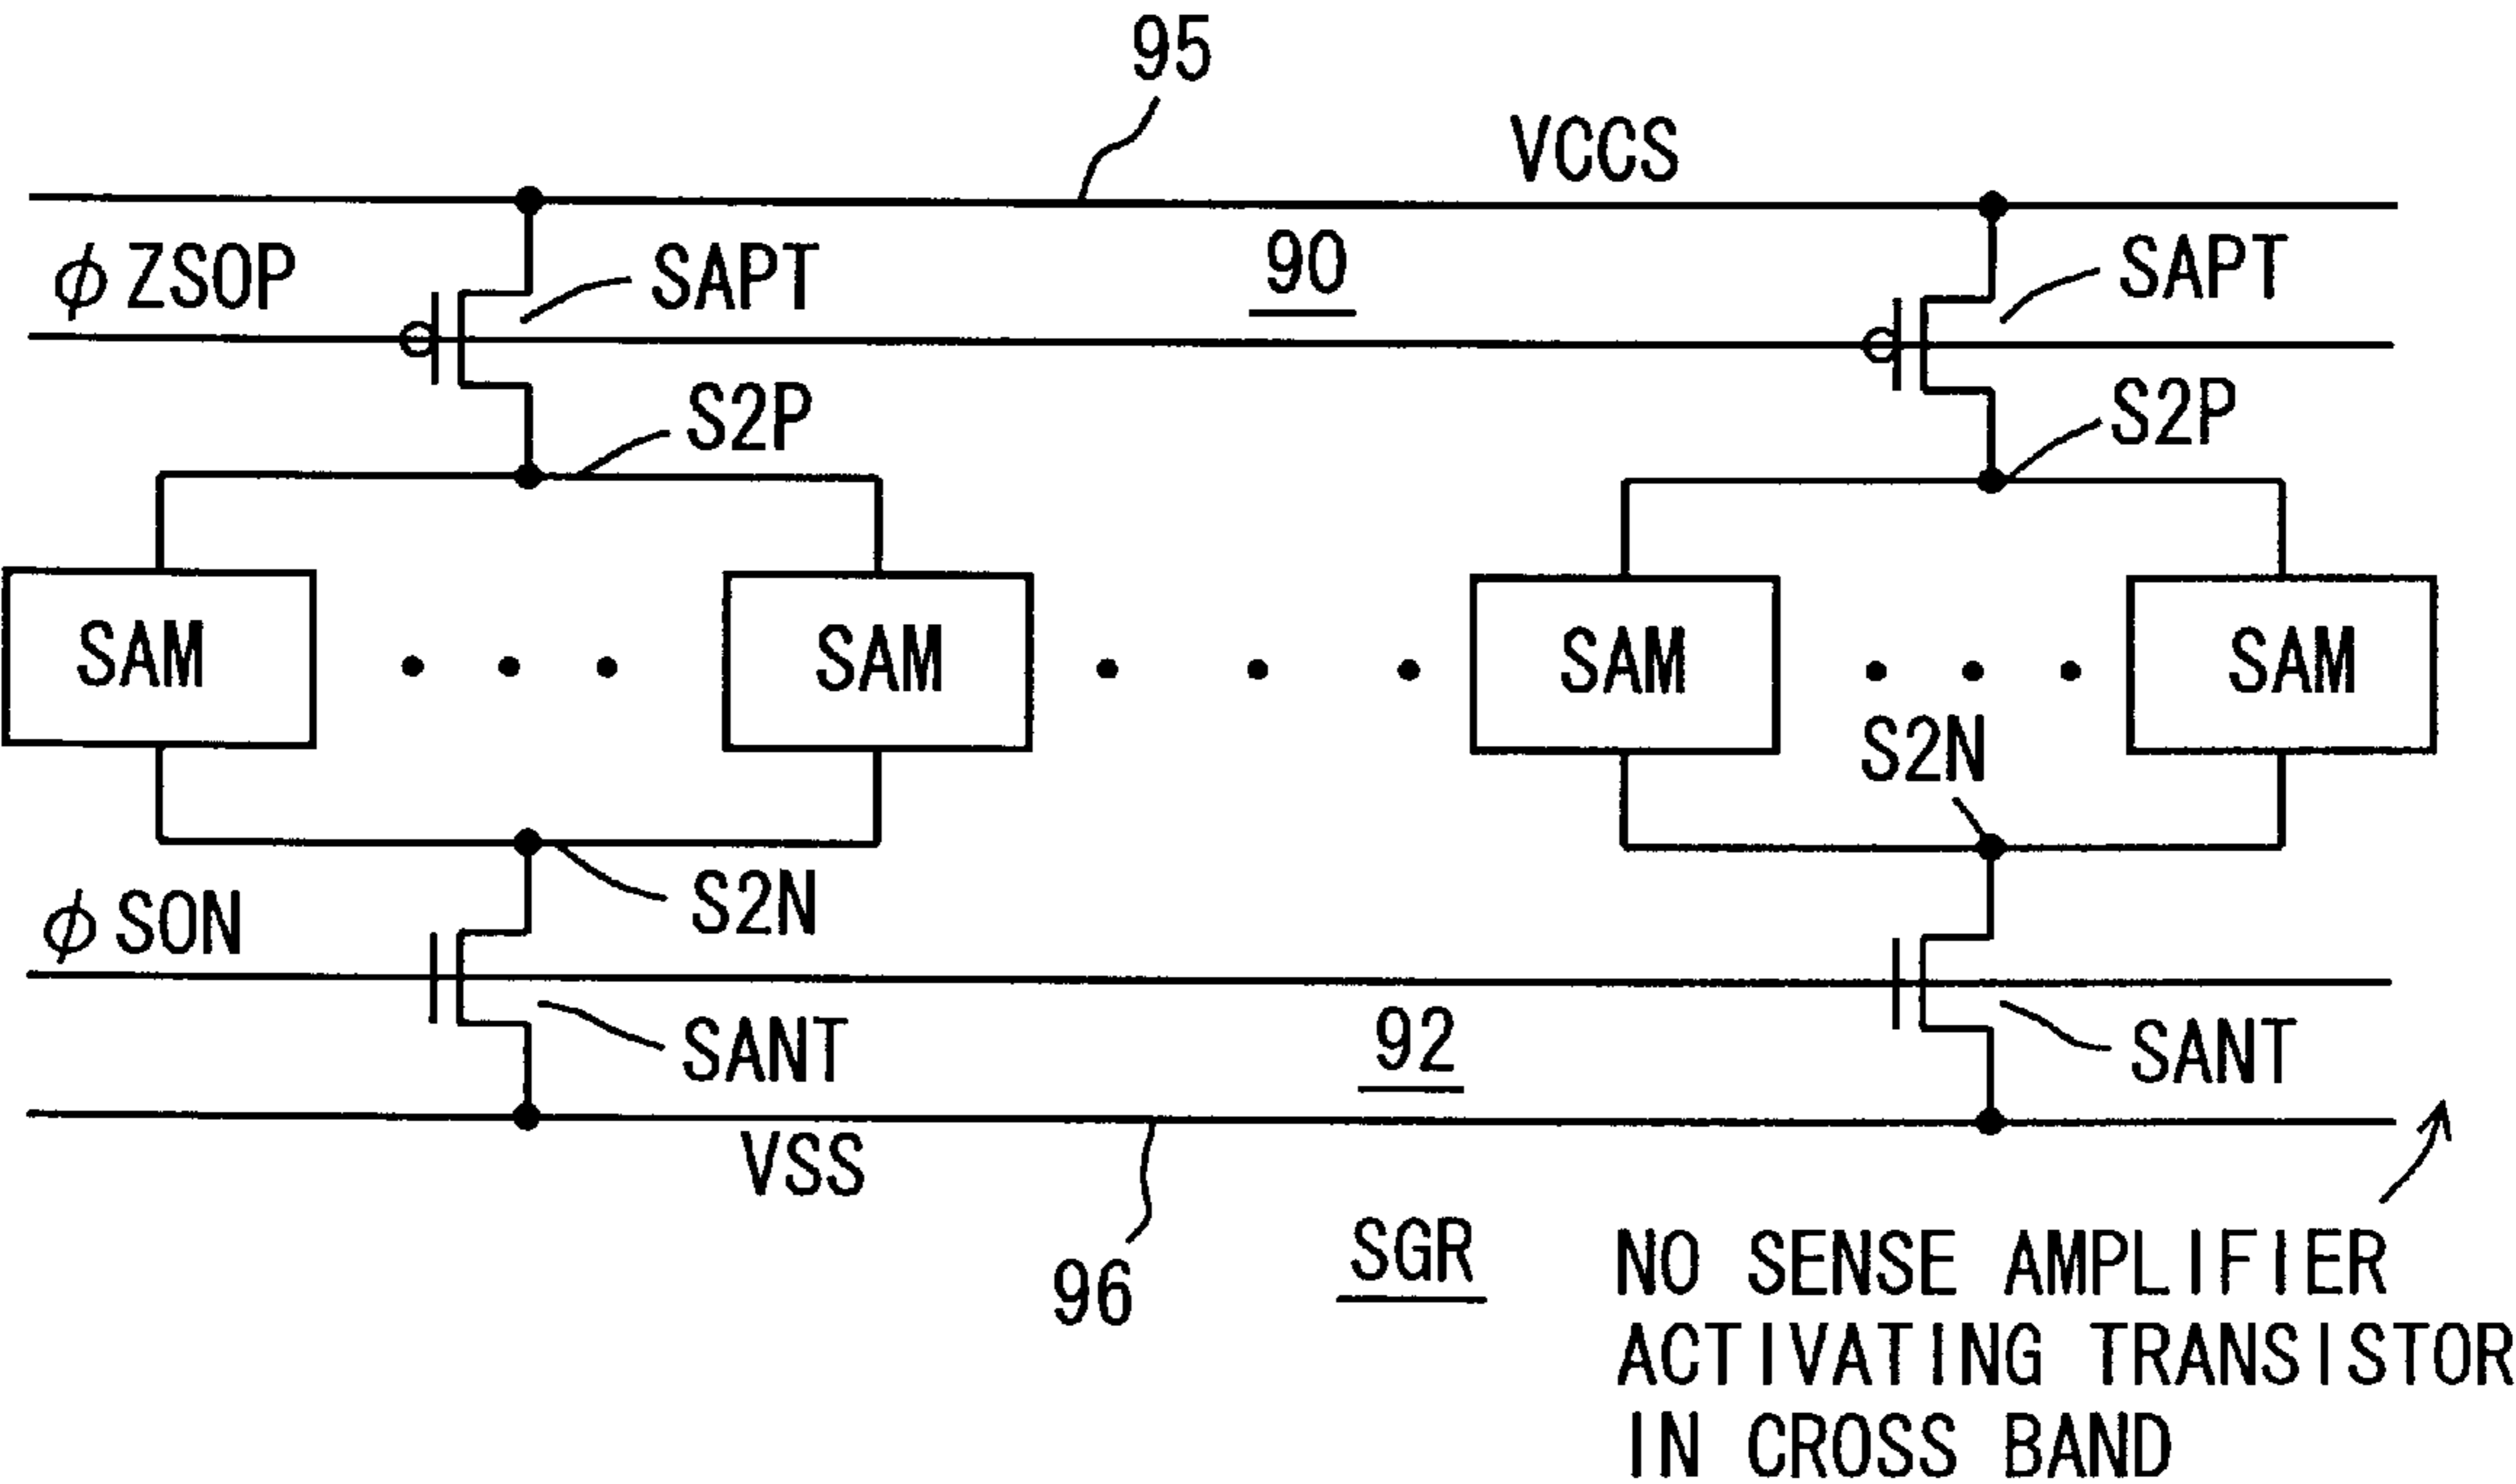 95
VCCS
φ ZSOP
SAPT
90
SAPT
S2P
S2P
SAM
SAM
SAM
SAM
S2N
S2N
φ SON
SANT
92
SANT
VSS
96
SGR
NO SENSE AMPLIFIER
ACTIVATING TRANSISTOR
IN CROSS BAND